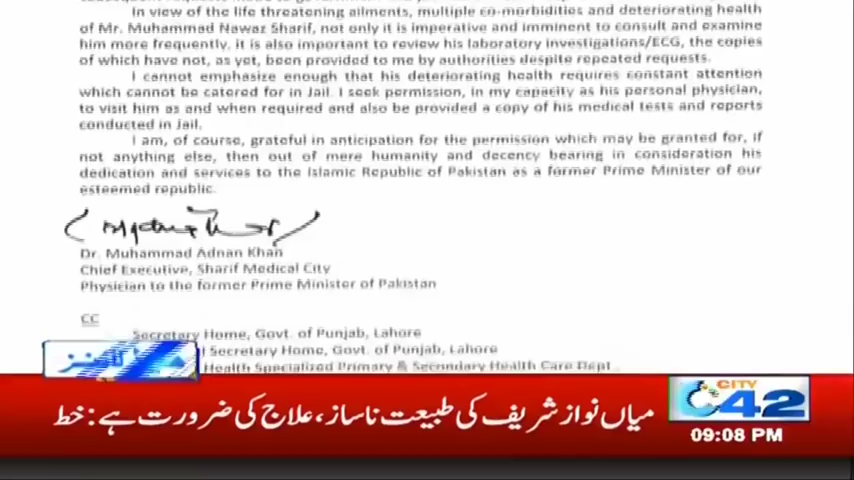 In view of the life threatening ailments, multiple co-morbidities and deteriorating health
of Mr. Muhammad Nawaz Sharif, not only it is imperative and imminent to consult and examine
him more frequently, it is also important to review his laboratory investigations/ECG, the copies
of which have not, as yet, been provided to me by authorities despite repeated requests.
I cannot emphasize enough that his deteriorating health requires constant attention
which cannot be catered for in Jail. I seek permission, in my capacity as his personal physician,
to visit him as and when required and also be provided a copy of his medical tests and reports
conducted in Jail.
I am, of course, grateful in anticipation for the permission which may be granted for, if
not anything else, then out of mere humanity and decency bearing in consideration his
dedication and services to the Islamic Republic of Pakistan as a former Prime Minister of our
esteemed republic.
Dr. Muhammad Adnan Khan
Chief Executive, Sharif Medical City
Physician to the former Prime Minister of Pakistan
CC
Secretary Home, Govt. of Punjab, Lahore
Secretary Home, Govt. of Punjab, Lahore
Health Specialized Primary & Secondary Health Care Dept.
ہیڈ لائنز
میاں نواز شریف کی طبیعت ناساز، علاج کی ضرورت ہے: خط
CITY
42
09:08 PM